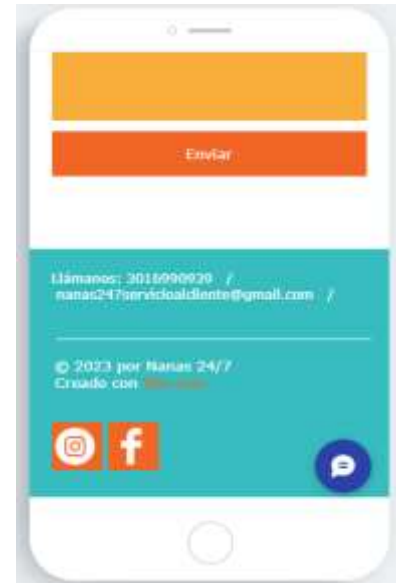 Enviar
Llámanos: 3016990939 /
nanas247servicioalcliente@gmail.com /
© 2023 por Nanas 24/7
Creado con